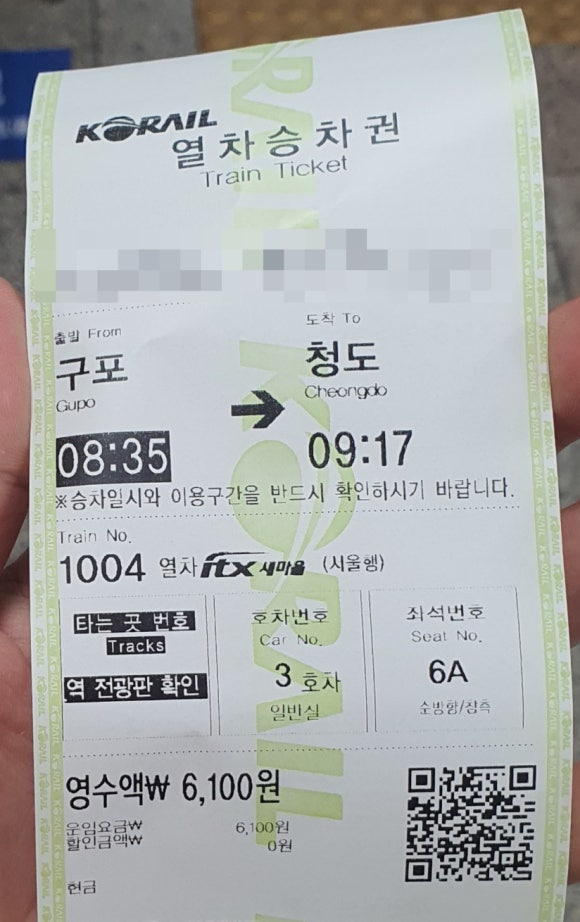 KORAIL
열차승차권
Train Ticket
출발 From
도착 To
구포
청도
Gupo
Cheongdo
08:35
09:17
※승차일시와 이용구간을 반드시 확인하시기 바랍니다.
Train No.
1004 열차 itx 새마을 (서울행)
타는 곳 번호
Tracks
역 전광판 확인
호차번호
Car No.
3 호차
일반실
좌석번호
Seat No.
6A
순방향/창측
영수액₩ 6,100원
운임요금₩ 6,100원
할인금액₩ 0원
현금